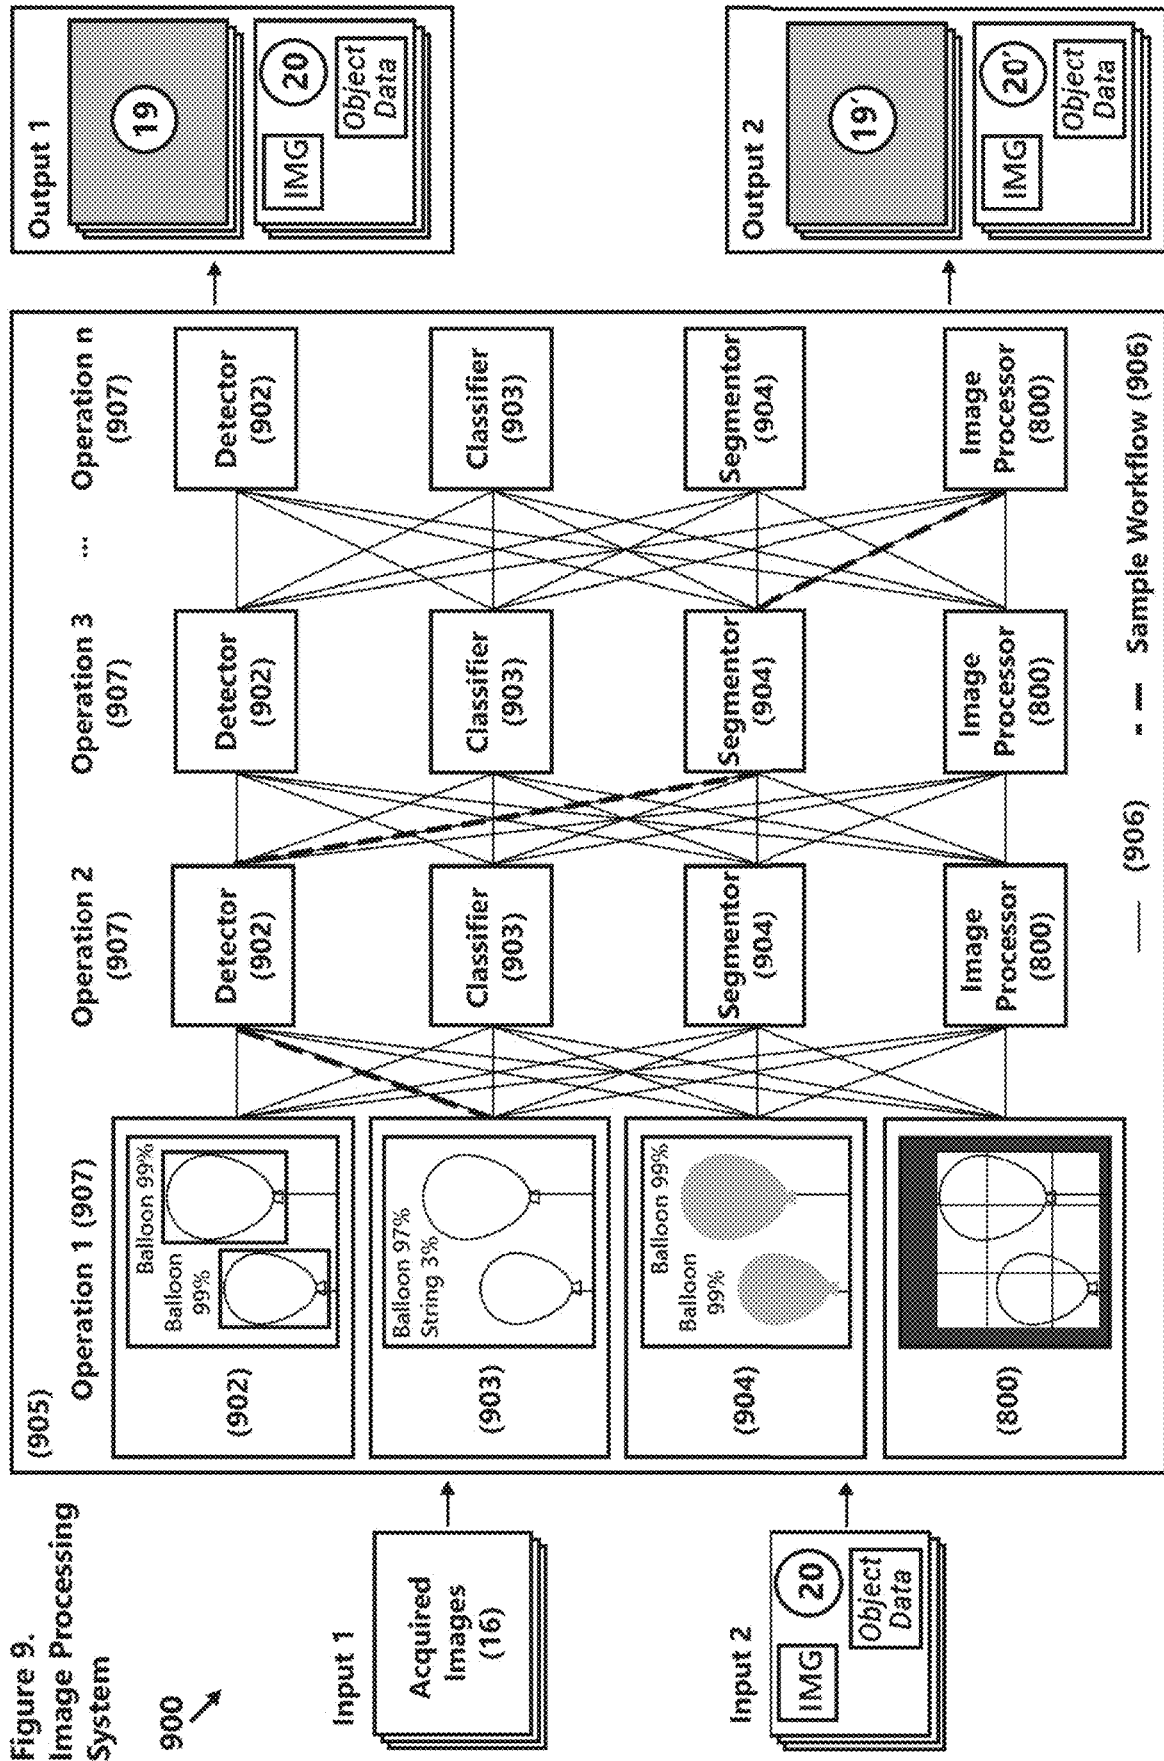 Figure 9.
Image Processing
System
900
Input 1
Acquired
Images
(16)
Input 2
IMG
20
Object
Data
(905)
Operation 1 (907)
(902)
Balloon
99%
Balloon 99%
(903)
Balloon 97%
String 3%
(904)
Balloon
99%
Balloon 99%
(800)
Operation 2
(907)
Detector
(902)
Classifier
(903)
Segmentor
(904)
Image
Processor
(800)
Operation 3
(907)
Detector
(902)
Classifier
(903)
Segmentor
(904)
Image
Processor
(800)
...
Operation n
(907)
Detector
(902)
Classifier
(903)
Segmentor
(904)
Image
Processor
(800)
(906)
Sample Workflow (906)
Output 1
19
IMG
20
Object
Data
Output 2
19'
IMG
20'
Object
Data